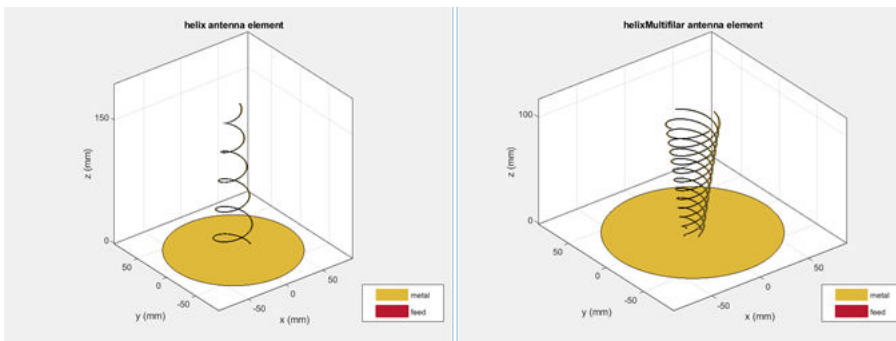 helix antenna element
150
0
z (mm)
50
0
-50
y (mm)
-50
0
50
x (mm)
metal
feed
helixMultifilar antenna element
100
50
0
z (mm)
50
0
-50
y (mm)
-50
0
50
x (mm)
metal
feed